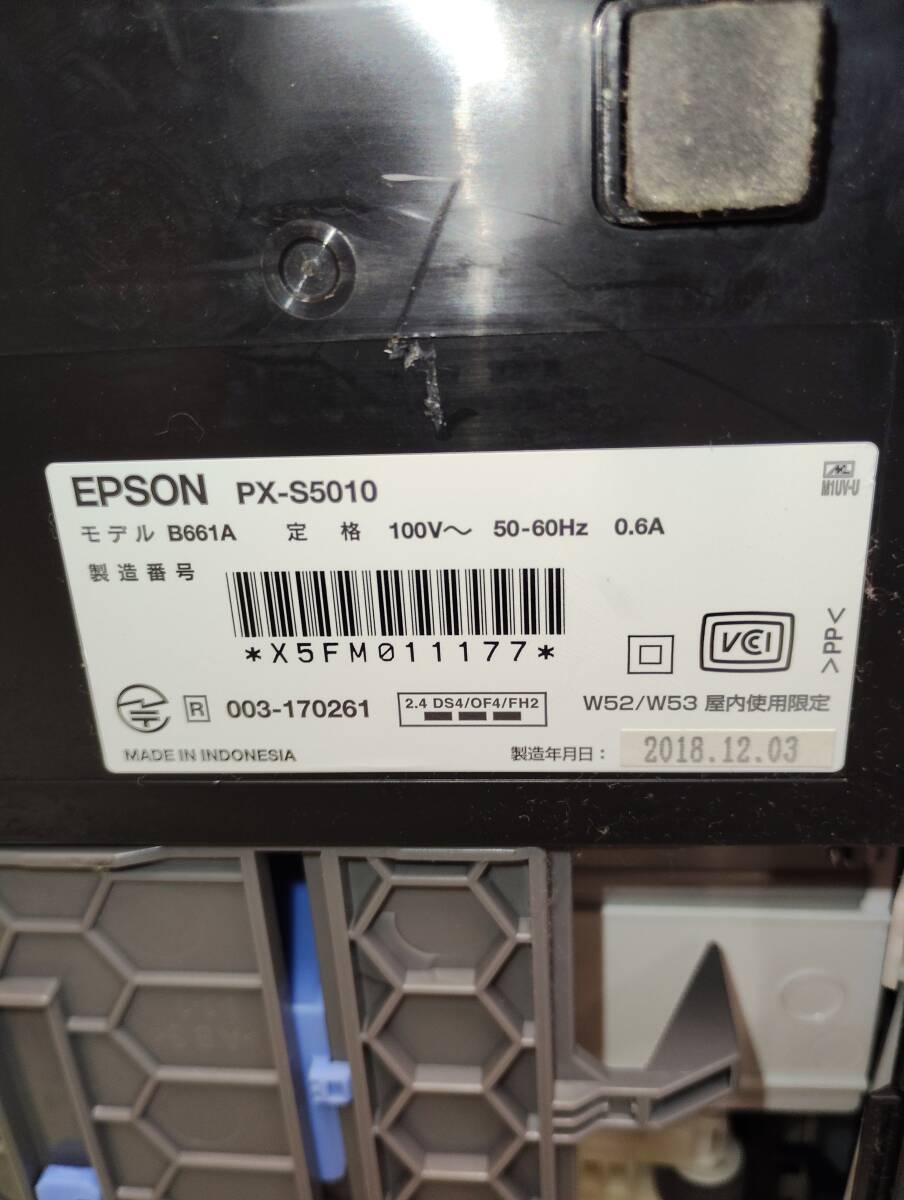 EPSON PX-S5010
M1UV-U
モデル B661A 定格 100V～ 50-60Hz 0.6A
製造番号
*X5FM011177*
VCCI
>PP<
R 003-170261
2.4 DS4/OF4/FH2
W52/W53 屋内使用限定
MADE IN INDONESIA
製造年月日： 2018.12.03